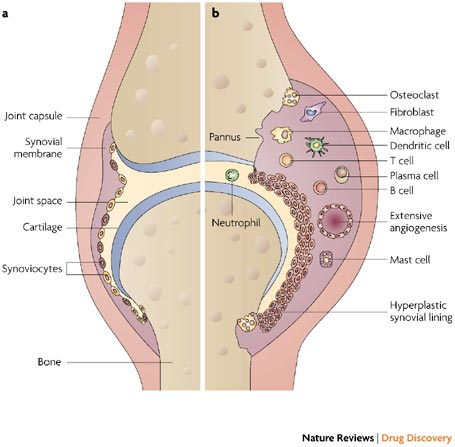 a
b
Joint capsule
Synovial
membrane
Joint space
Cartilage
Synoviocytes
Bone
Pannus
Neutrophil
Osteoclast
Fibroblast
Macrophage
Dendritic cell
T cell
Plasma cell
B cell
Extensive
angiogenesis
Mast cell
Hyperplastic
synovial lining
Nature Reviews | Drug Discovery